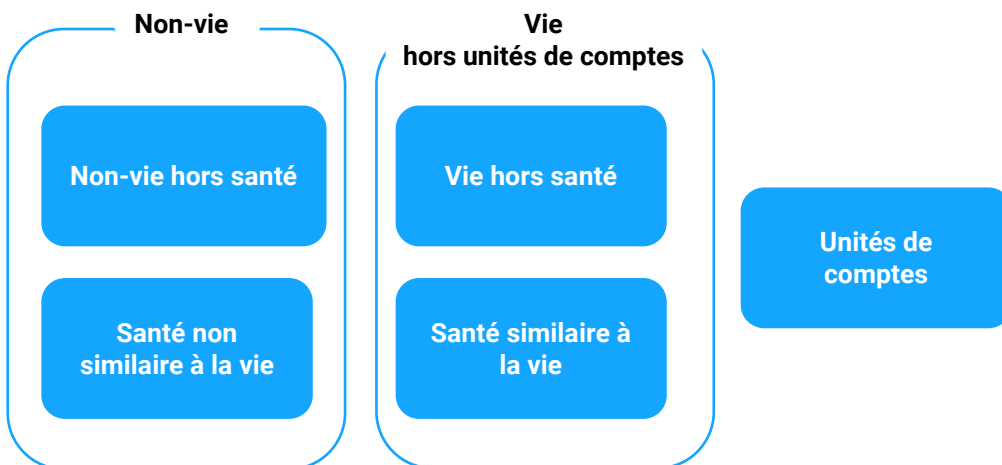 Non-vie
Vie
hors unités de comptes
Non-vie hors santé
Vie hors santé
Unités de
comptes
Santé non
similaire à la vie
Santé similaire à
la vie